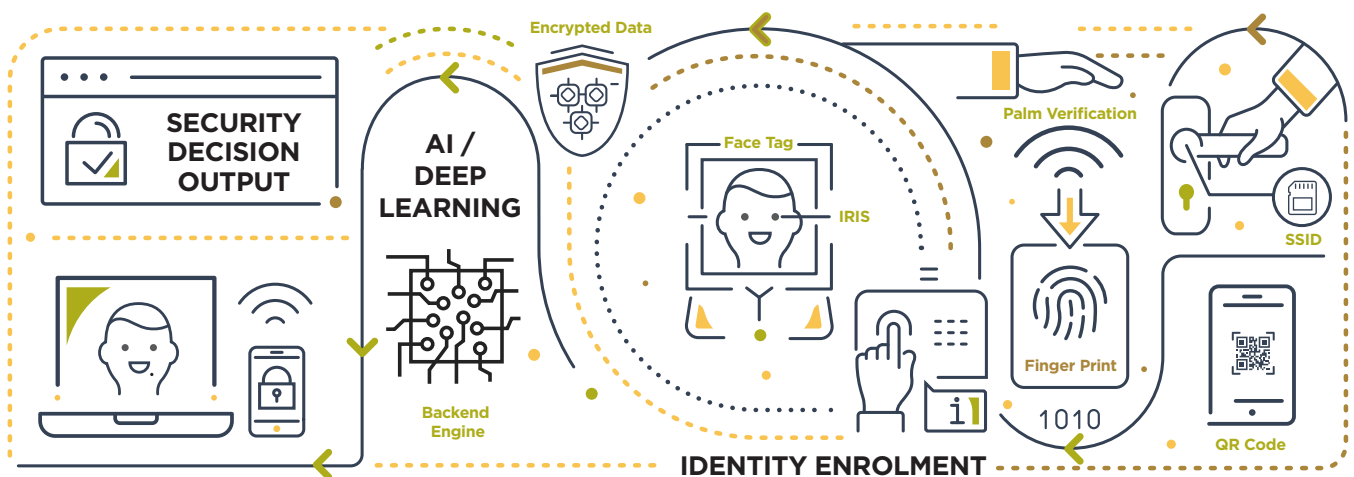 Encrypted Data
SECURITY
DECISION
OUTPUT
AI /
DEEP
LEARNING
Backend
Engine
Face Tag
IRIS
Palm Verification
SSID
Finger Print
i
1010
QR Code
IDENTITY ENROLMENT